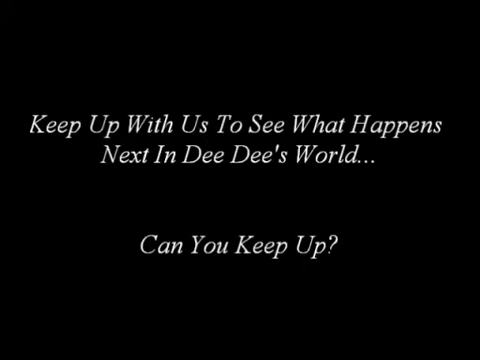 Keep Up With Us To See What Happens
Next In Dee Dee's World...
Can You Keep Up?